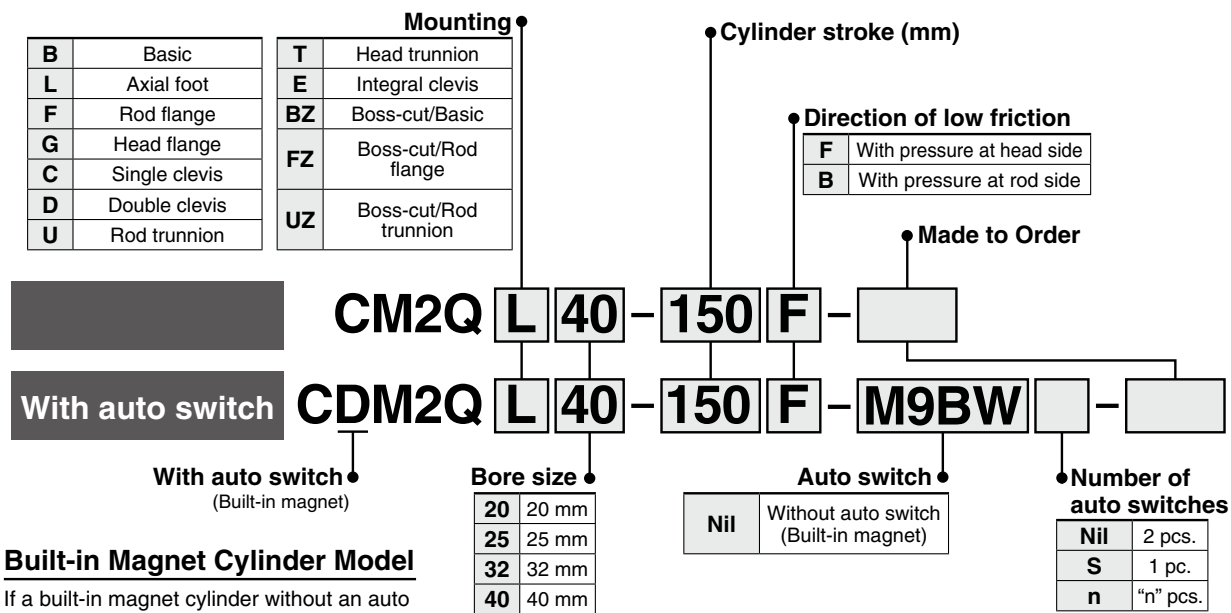 Mounting
B Basic
L Axial foot
F Rod flange
G Head flange
C Single clevis
D Double clevis
U Rod trunnion
T Head trunnion
E Integral clevis
BZ Boss-cut/Basic
FZ Boss-cut/Rod
flange
UZ Boss-cut/Rod
trunnion
Cylinder stroke (mm)
Direction of low friction
F With pressure at head side
B With pressure at rod side
Made to Order
CM2Q L 40 – 150 F –
With auto switch CDM2Q L 40 – 150 F – M9BW –
With auto switch
(Built-in magnet)
Bore size
20 20 mm
25 25 mm
32 32 mm
40 40 mm
Auto switch
Nil Without auto switch
(Built-in magnet)
Number of
auto switches
Nil 2 pcs.
S 1 pc.
n "n" pcs.
Built-in Magnet Cylinder Model
If a built-in magnet cylinder without an auto